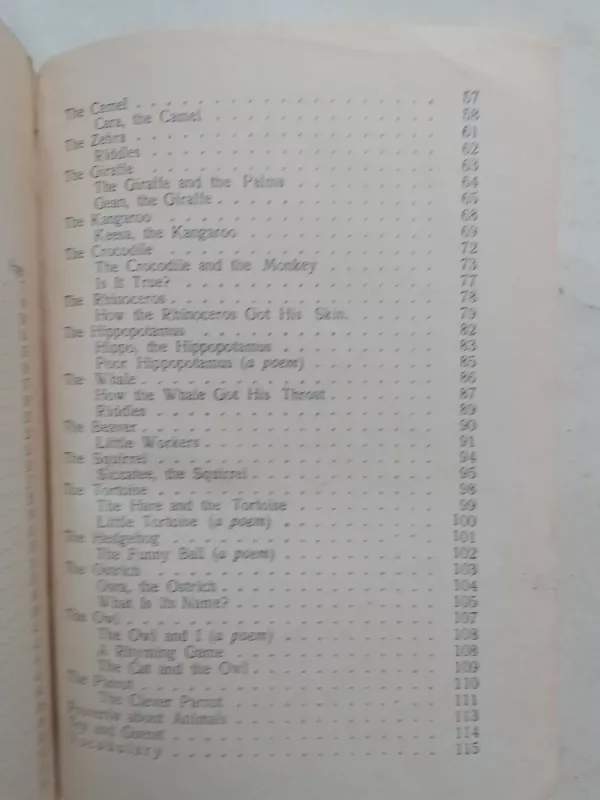 The Camel . . . . . . . . . . . . . . . . . 57
Cara, the Camel . . . . . . . . . . . . . . 58
The Zebra . . . . . . . . . . . . . . . . . 61
Riddles . . . . . . . . . . . . . . . . . . 62
The Giraffe . . . . . . . . . . . . . . . . 63
The Giraffe and the Palms . . . . . . . . . 64
Gean, the Giraffe . . . . . . . . . . . . . 65
The Kangaroo . . . . . . . . . . . . . . . 68
the Kangaroo . . . . . . . . . . . . 69
The Crocodile . . . . . . . . . . . . . . . 72
The Crocodile and the Monkey . . . . . . . 73
Is It True? . . . . . . . . . . . . . . . . 77
The Rhinoceros . . . . . . . . . . . . . . 78
How the Rhinoceros Got His Skin. . . . . . 79
The Hippopotamus . . . . . . . . . . . . . 82
Hippo, the Hippopotamus . . . . . . . . . . 83
Poor Hippopotamus (a poem) . . . . . . . . 85
The Whale . . . . . . . . . . . . . . . . . 86
How the Whale Got His Throat . . . . . . . 87
Riddles . . . . . . . . . . . . . . . . . . 89
The Beaver . . . . . . . . . . . . . . . . 90
Little Workers . . . . . . . . . . . . . . 91
The Squirrel . . . . . . . . . . . . . . . 94
the Squirrel . . . . . . . . . . . . 95
The Tortoise . . . . . . . . . . . . . . . 98
The Hare and the Tortoise . . . . . . . . . 99
Little Tortoise (a poem) . . . . . . . . . 100
The Hedgehog . . . . . . . . . . . . . . . 101
The Funny Ball (a poem) . . . . . . . . . . 102
The Ostrich . . . . . . . . . . . . . . . . 103
the Ostrich . . . . . . . . . . . . . 104
What Is Its Name? . . . . . . . . . . . . . 105
The Owl . . . . . . . . . . . . . . . . . . 107
The Owl and I (a poem) . . . . . . . . . . 108
A Rhyming Game . . . . . . . . . . . . . . 108
The Cat and the Owl . . . . . . . . . . . . 109
The Parrot . . . . . . . . . . . . . . . . 110
The Clever Parrot . . . . . . . . . . . . . 111
Proverbs about Animals . . . . . . . . . . 113
Try and Guess! . . . . . . . . . . . . . . 114
Vocabulary . . . . . . . . . . . . . . . . 115